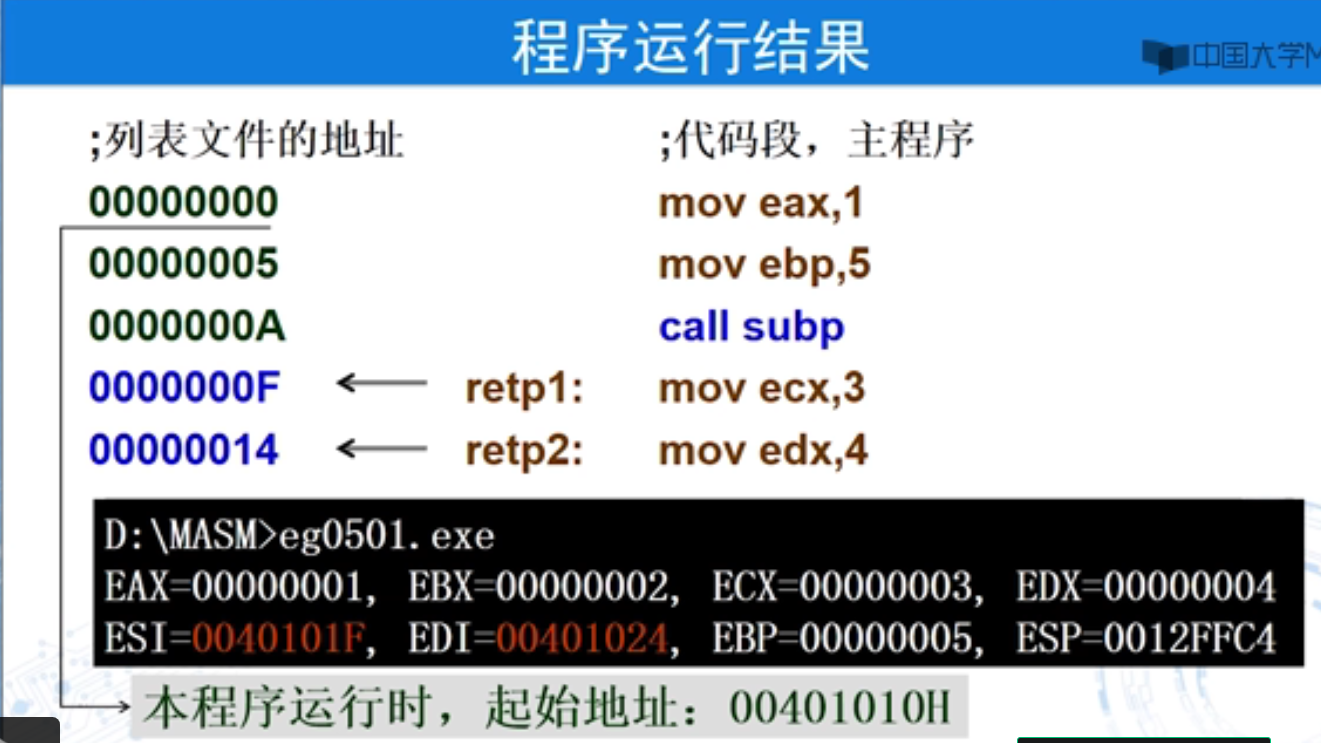 程序运行结果
中国大学M
;列表文件的地址 ;代码段，主程序
00000000 mov eax,1
00000005 mov ebp,5
0000000A call subp
0000000F retp1: mov ecx,3
00000014 retp2: mov edx,4
D:\MASM>eg0501.exe
EAX=00000001, EBX=00000002, ECX=00000003, EDX=00000004
ESI=0040101F, EDI=00401024, EBP=00000005, ESP=0012FFC4
本程序运行时，起始地址：00401010H